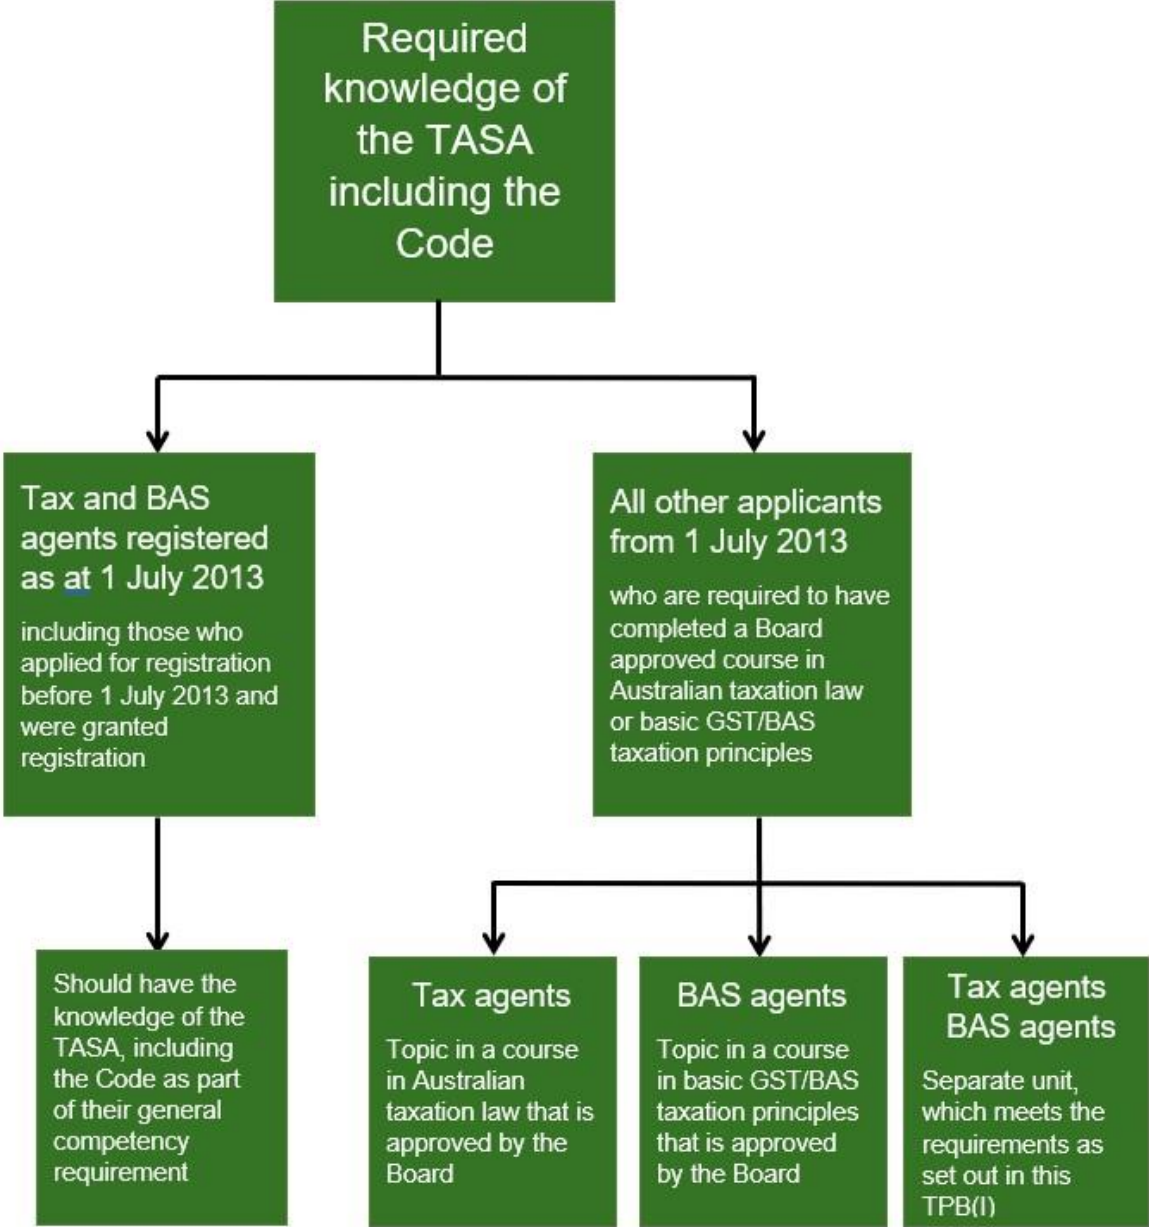 Required
knowledge of
the TASA
including the
Code
Tax and BAS
agents registered
as at 1 July 2013
including those who
applied for registration
before 1 July 2013 and
were granted
registration
All other applicants
from 1 July 2013
who are required to have
completed a Board
approved course in
Australian taxation law
or basic GST/BAS
taxation principles
Should have the
knowledge of the
TASA, including
the Code as part
of their general
competency
requirement
Tax agents
Topic in a course
in Australian
taxation law that is
approved by the
Board
BAS agents
Topic in a course
in basic GST/BAS
taxation principles
that is approved
by the Board
Tax agents
BAS agents
Separate unit,
which meets the
requirements as
set out in this
TPB(I)